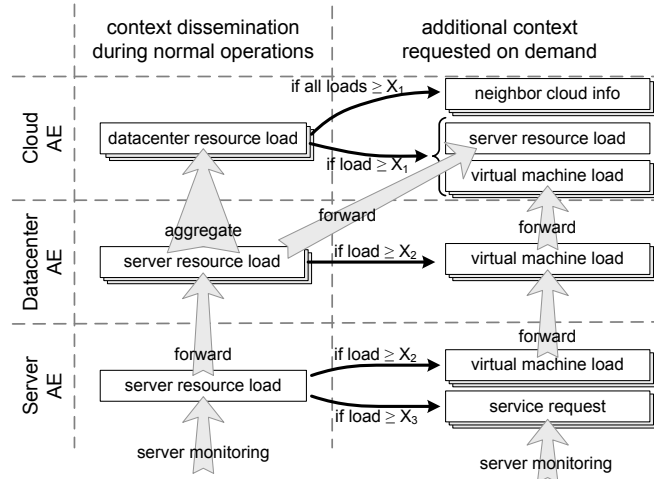 context dissemination
during normal operations
additional context
requested on demand
Cloud
AE
if all loads ≥ X1
neighbor cloud info
datacenter resource load
server resource load
if load ≥ X1
virtual machine load
forward
aggregate
forward
Datacenter
AE
server resource load
if load ≥ X2
virtual machine load
forward
forward
Server
AE
if load ≥ X2
virtual machine load
server resource load
if load ≥ X3
service request
server monitoring
server monitoring